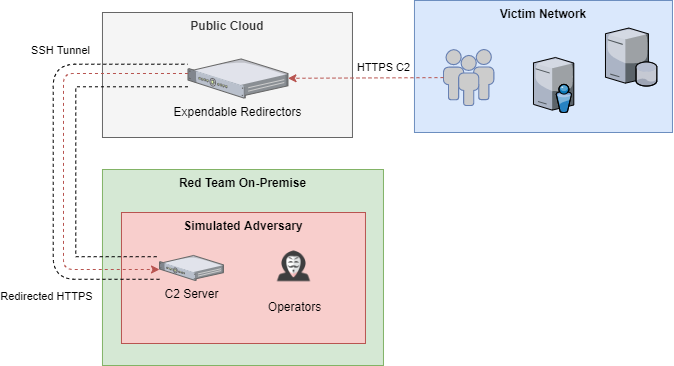 Public Cloud
Victim Network
SSH Tunnel
HTTPS C2
Expendable Redirectors
Red Team On-Premise
Simulated Adversary
C2 Server
Redirected HTTPS
Operators